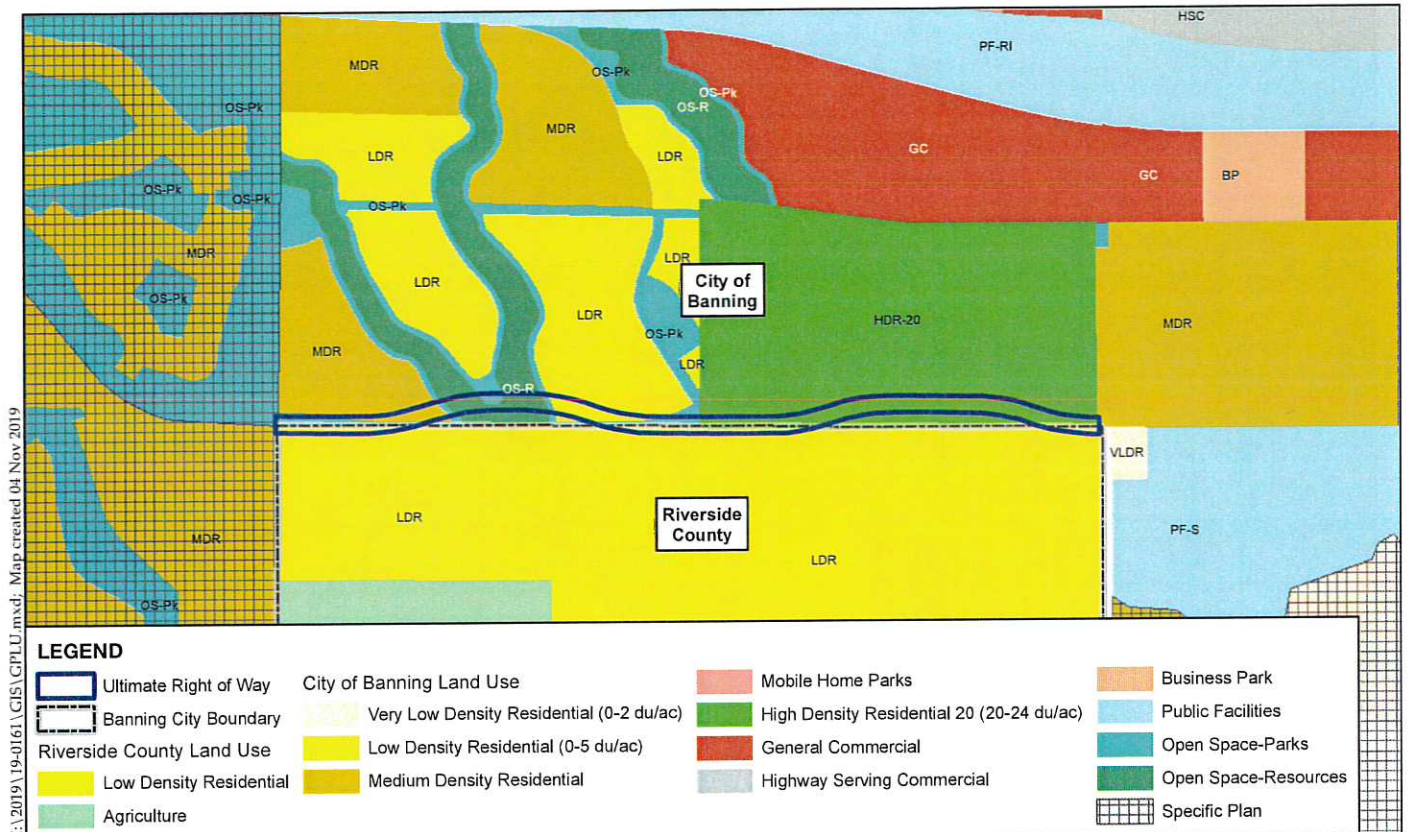 HSC
PF-RI
MDR
OS-Pk
OS-Pk
OS-Pk
OS-R
OS-Pk
MDR
LDR
LDR
GC
GC
BP
OS-Pk
OS-Pk
OS-Pk
MDR
LDR
City of
Banning
LDR
OS-Pk
LDR
HDR-20
MDR
OS-Pk
MDR
LDR
OS-R
VLDR
LDR
Riverside
County
PF-S
MDR
LDR
OS-Pk
:\2019\19-0161\GIS\GPLU.mxd; Map created 04 Nov 2019
LEGEND
Ultimate Right of Way
Banning City Boundary
Riverside County Land Use
Low Density Residential
Agriculture
City of Banning Land Use
Very Low Density Residential (0-2 du/ac)
Low Density Residential (0-5 du/ac)
Medium Density Residential
Mobile Home Parks
High Density Residential 20 (20-24 du/ac)
General Commercial
Highway Serving Commercial
Business Park
Public Facilities
Open Space-Parks
Open Space-Resources
Specific Plan